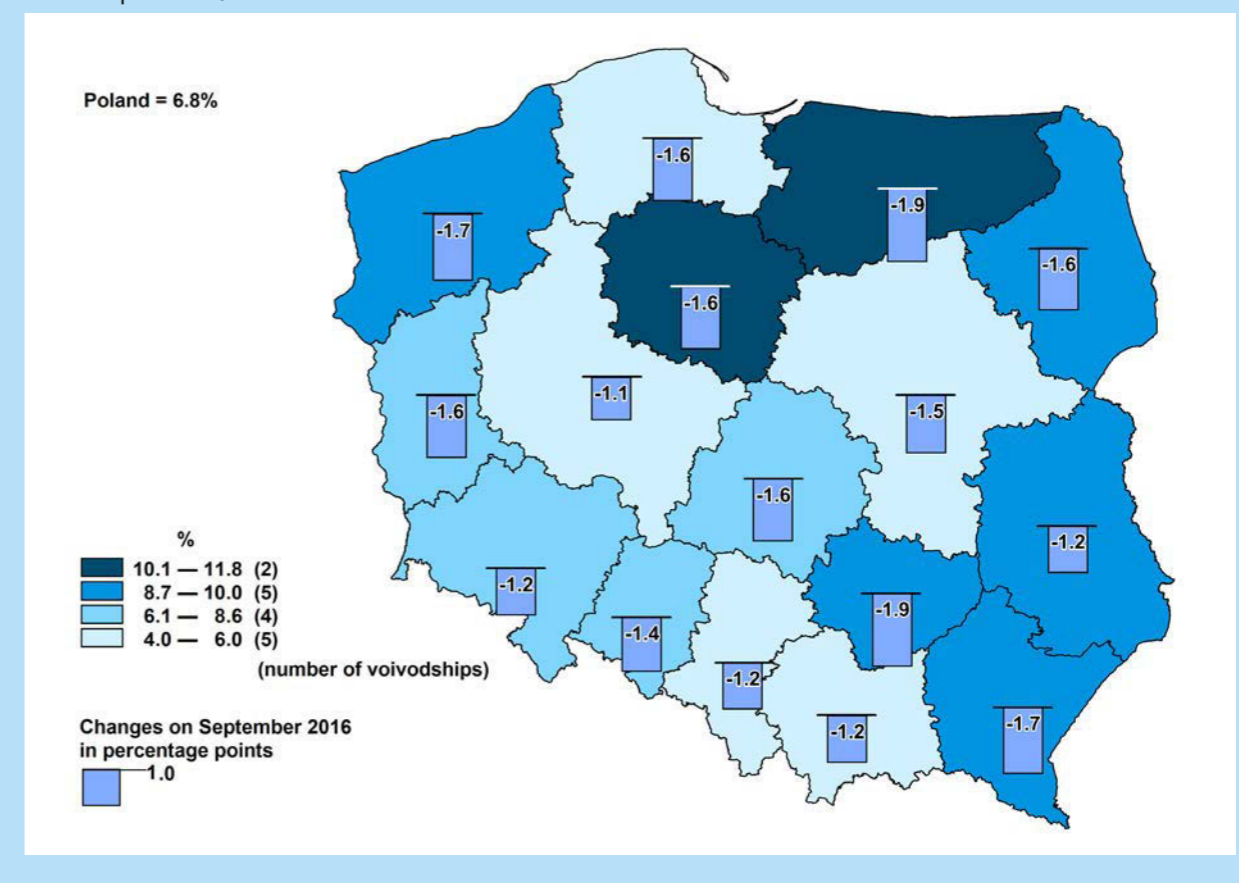 Poland = 6.8%
-1.6
-1.9
-1.7
-1.6
-1.6
-1.1
-1.6
-1.5
-1.6
-1.2
-1.2
-1.9
-1.4
-1.2
-1.2
-1.7
%
10.1 — 11.8 (2)
8.7 — 10.0 (5)
6.1 — 8.6 (4)
4.0 — 6.0 (5)
(number of voivodships)
Changes on September 2016
in percentage points
1.0